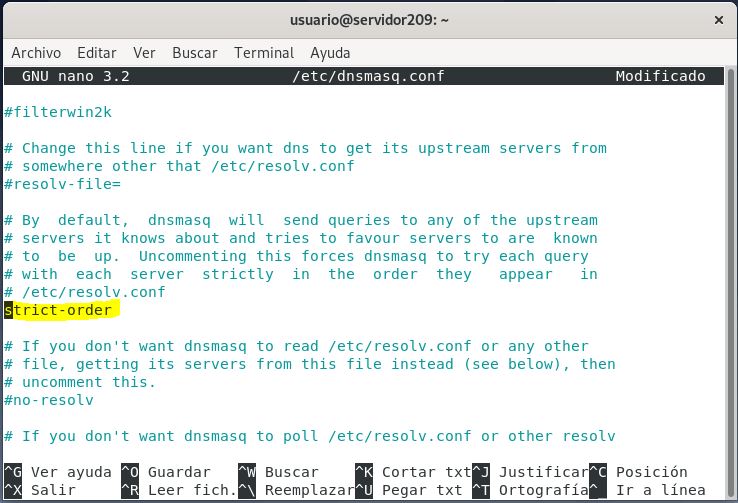 usuario@servidor209: ~ ×
Archivo Editar Ver Buscar Terminal Ayuda
GNU nano 3.2 /etc/dnsmasq.conf Modificado
#filterwin2k
# Change this line if you want dns to get its upstream servers from
# somewhere other that /etc/resolv.conf
#resolv-file=
# By  default,  dnsmasq  will  send queries to any of the upstream
# servers it knows about and tries to favour servers to are  known
# to  be  up.  Uncommenting this forces dnsmasq to try each query
# with  each  server  strictly  in  the  order  they   appear   in
# /etc/resolv.conf
strict-order
# If you don't want dnsmasq to read /etc/resolv.conf or any other
# file, getting its servers from this file instead (see below), then
# uncomment this.
#no-resolv
# If you don't want dnsmasq to poll /etc/resolv.conf or other resolv
^G Ver ayuda ^O Guardar ^W Buscar ^K Cortar txt ^J Justificar ^C Posición
^X Salir ^R Leer fich. ^\ Reemplazar ^U Pegar txt ^T Ortografía ^_ Ir a línea